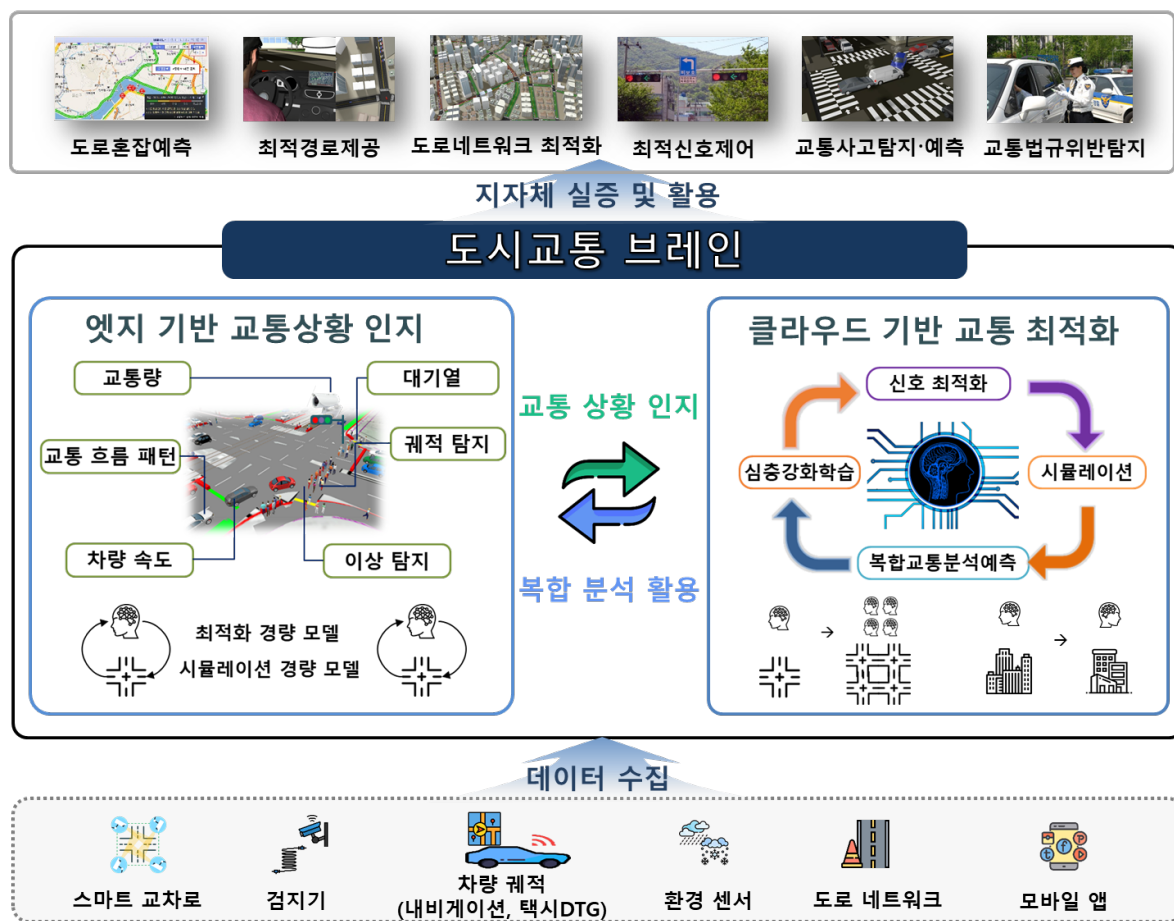 도로혼잡예측
최적경로제공
도로네트워크 최적화
최적신호제어
교통사고탐지·예측
교통법규위반탐지
지자체 실증 및 활용
도시교통 브레인
엣지 기반 교통상황 인지
교통량
대기열
교통 흐름 패턴
궤적 탐지
차량 속도
이상 탐지
최적화 경량 모델
시뮬레이션 경량 모델
교통 상황 인지
복합 분석 활용
클라우드 기반 교통 최적화
신호 최적화
심층강화학습
시뮬레이션
복합교통분석예측
데이터 수집
스마트 교차로
검지기
차량 궤적
(내비게이션, 택시DTG)
환경 센서
도로 네트워크
모바일 앱